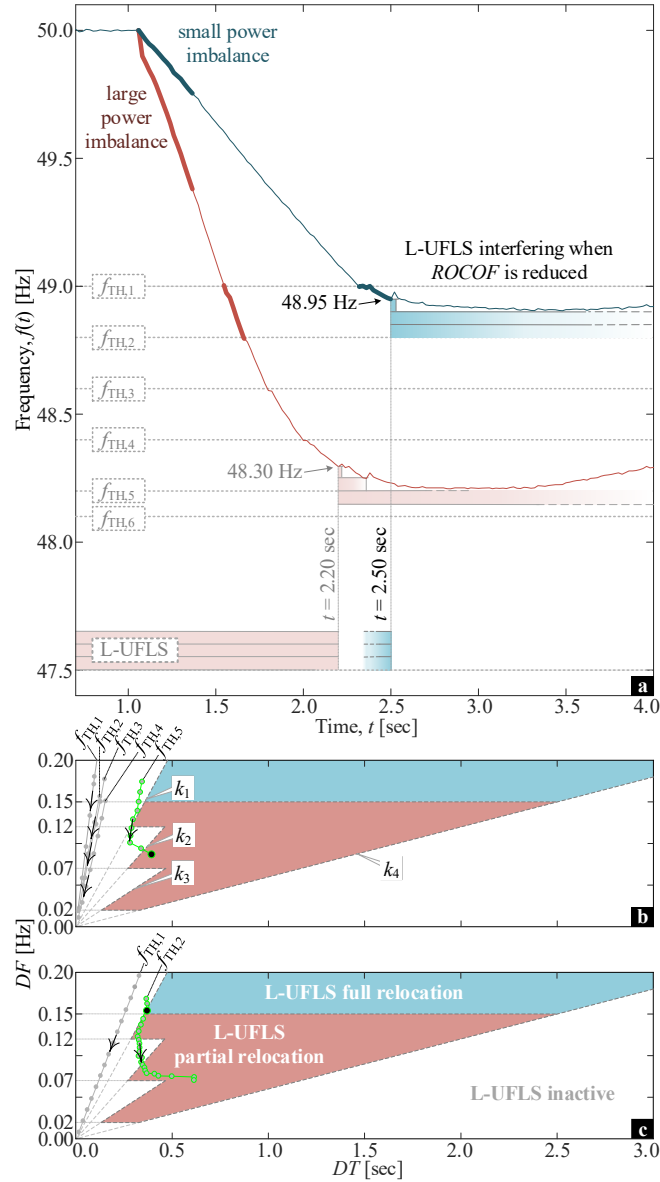 50.0
small power
imbalance
large
power
imbalance
49.5
L-UFLS interfering when
ROCOF is reduced
49.0
f_TH,1
48.95 Hz
f_TH,2
f_TH,3
48.5
f_TH,4
48.30 Hz
f_TH,5
f_TH,6
48.0
t = 2.20 sec
t = 2.50 sec
L-UFLS
47.5
a
Frequency, f(t) [Hz]
1.0 1.5 2.0 2.5 3.0 3.5 4.0
Time, t [sec]
f_TH,1
f_TH,2
f_TH,3
f_TH,4
f_TH,5
0.20
k_1
0.15
0.12
k_2
0.07
k_3
k_4
0.02
0.00
b
DF [Hz]
f_TH,1
f_TH,2
0.20
L-UFLS full relocation
0.15
L-UFLS
0.12
partial relocation
0.07
L-UFLS inactive
0.02
0.00
c
0.5 1.0 1.5 2.0 2.5 3.0
DT [sec]